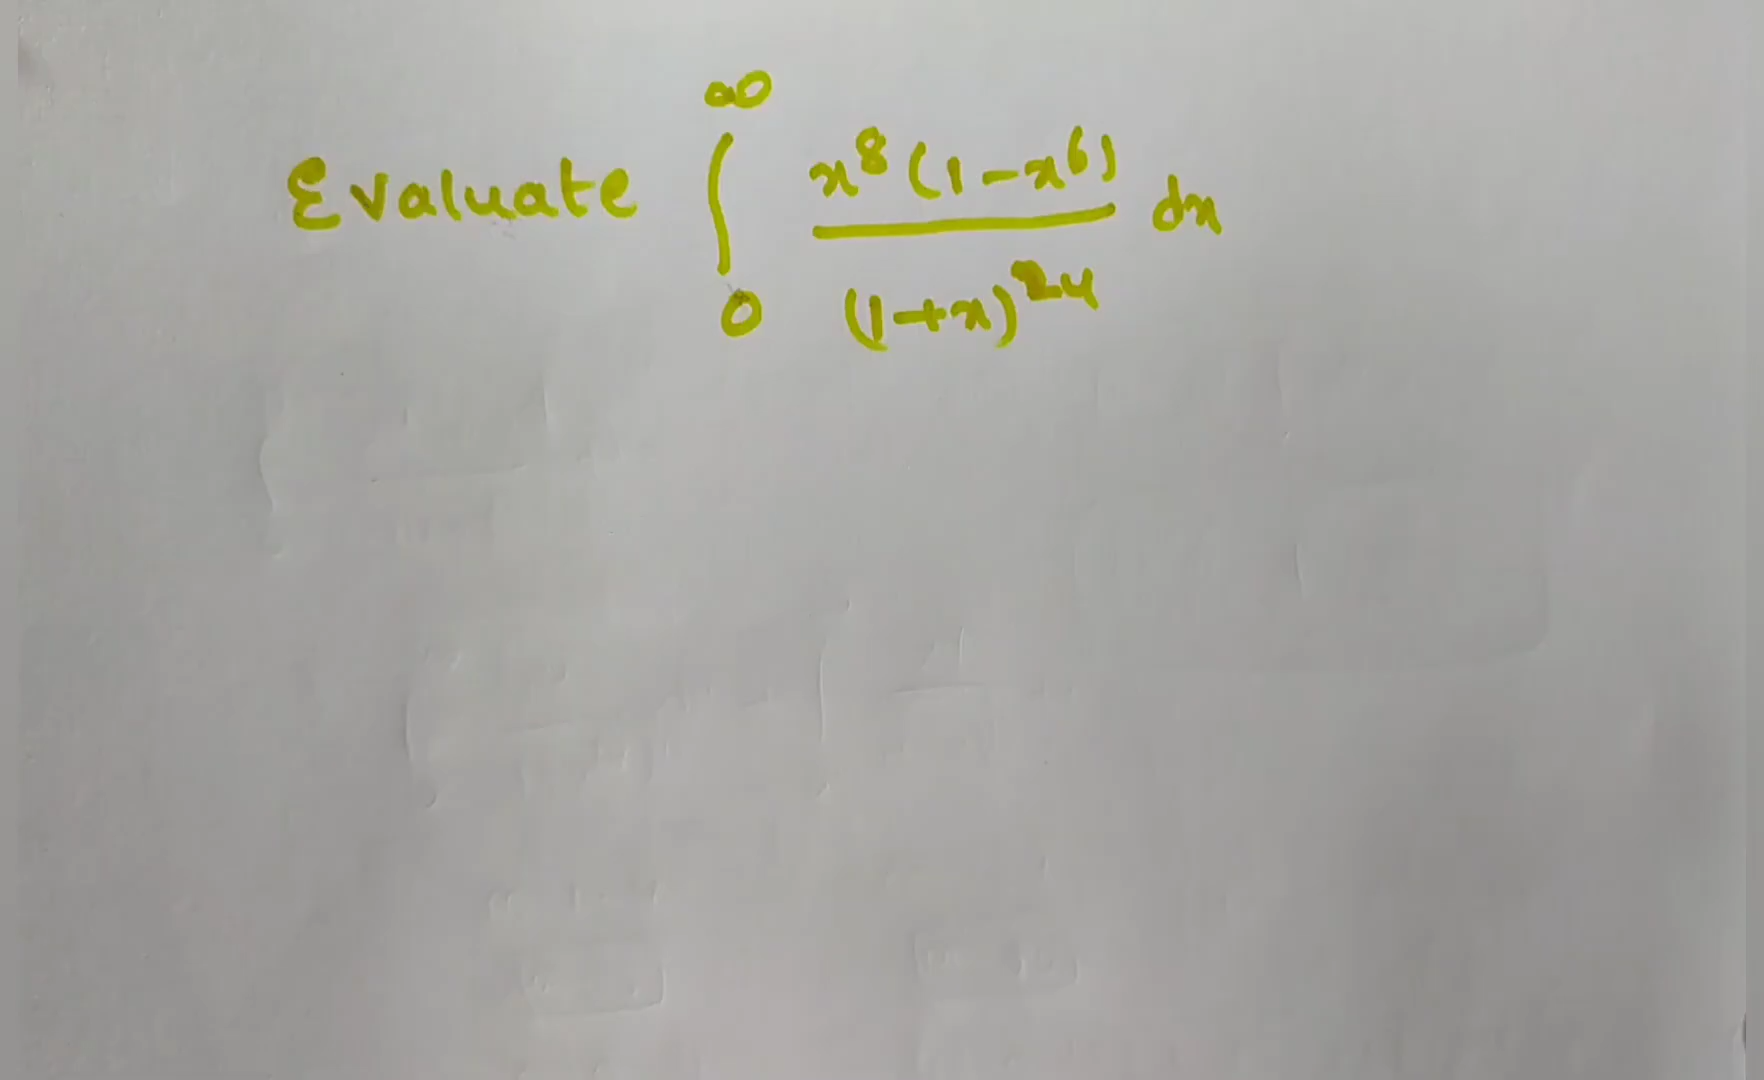 Evaluate ∫₀^∞ x⁸(1-x⁶)/(1+x)²⁴ dx